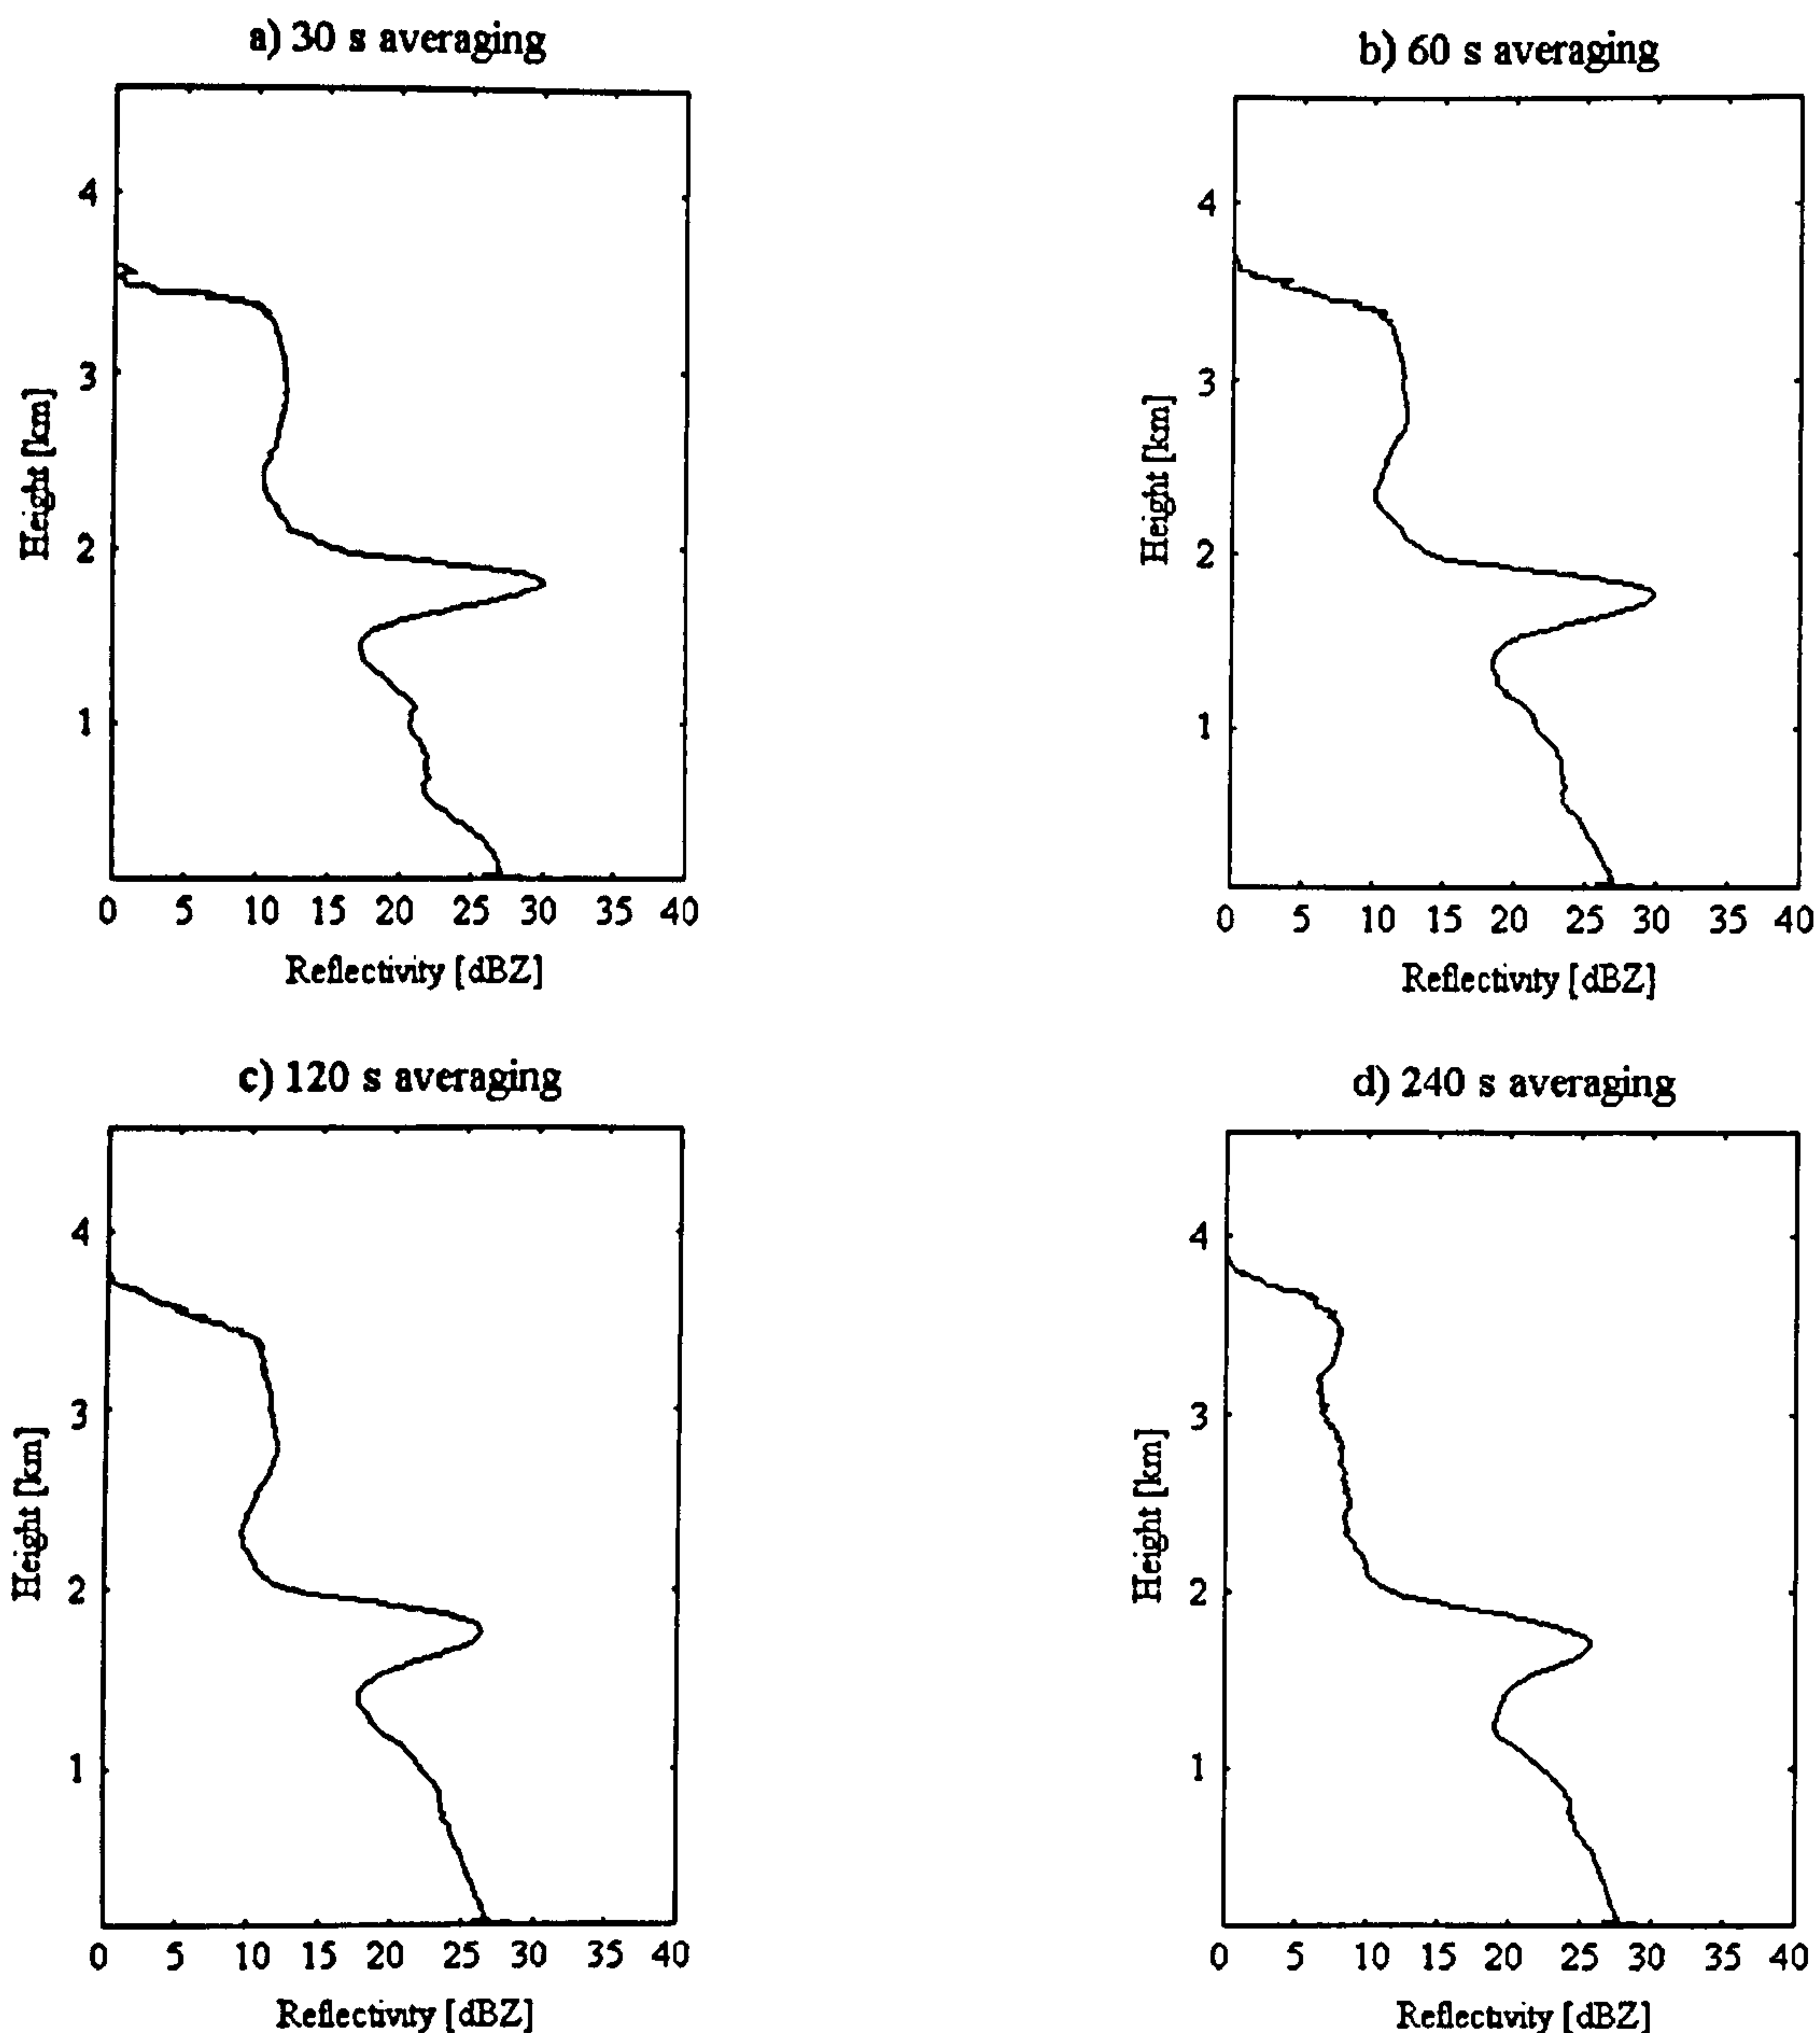 a) 30 s averaging
4
3
2
1
Height [km]
0 5 10 15 20 25 30 35 40
Reflectivity [dBZ]
b) 60 s averaging
4
3
2
1
Height [km]
0 5 10 15 20 25 30 35 40
Reflectivity [dBZ]
c) 120 s averaging
4
3
2
1
Height [km]
0 5 10 15 20 25 30 35 40
Reflectivity [dBZ]
d) 240 s averaging
4
3
2
1
Height [km]
0 5 10 15 20 25 30 35 40
Reflectivity [dBZ]